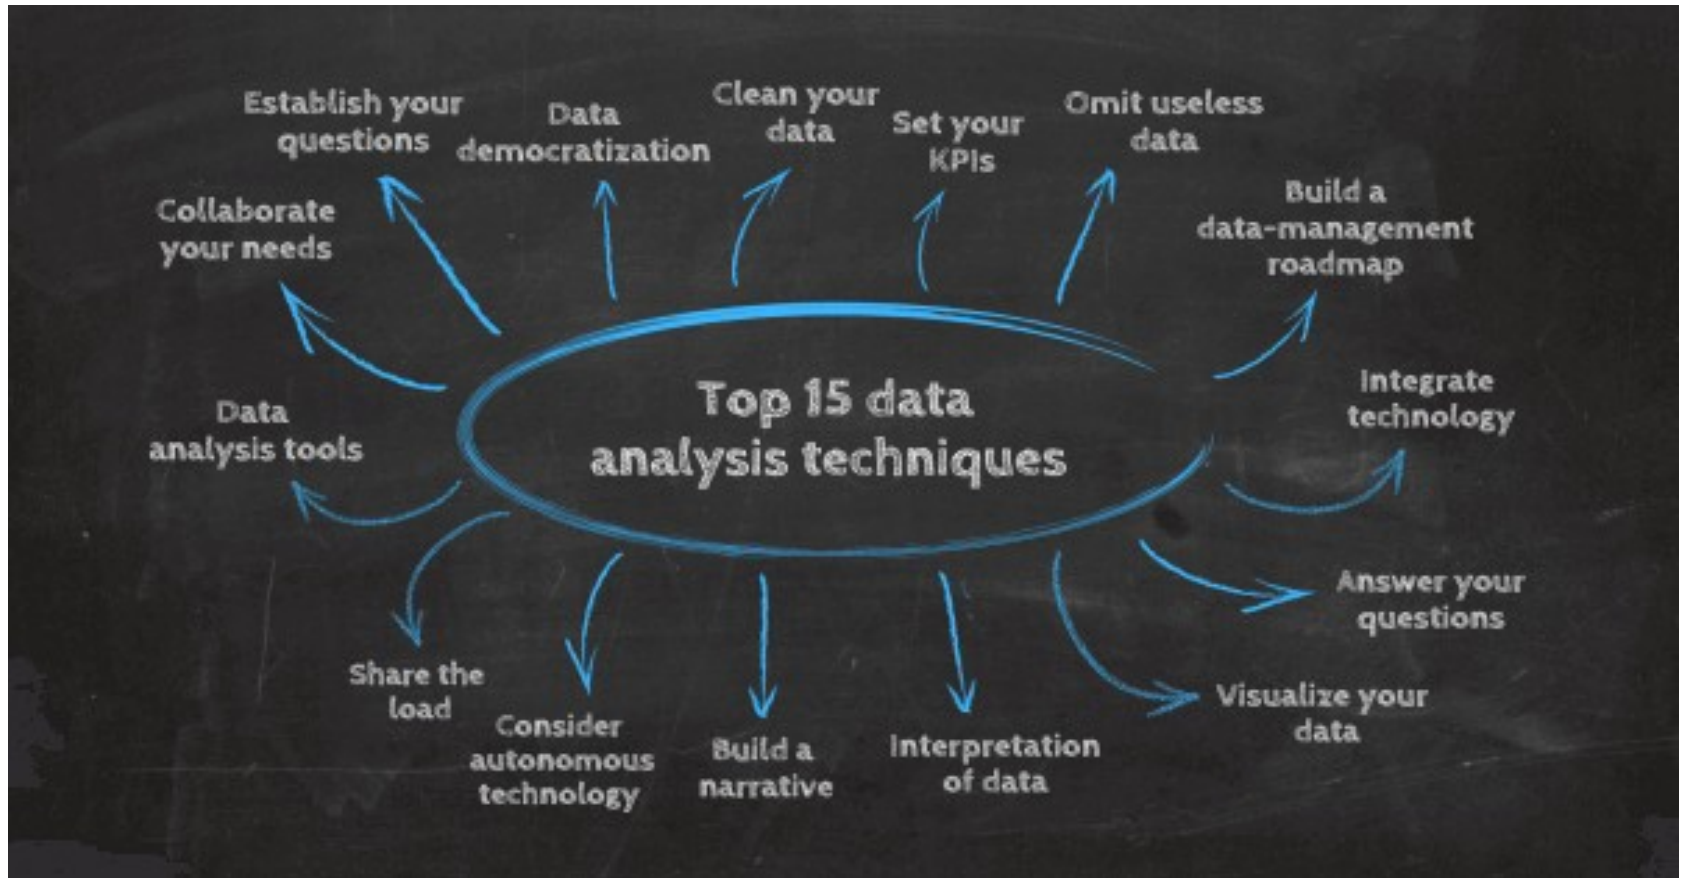 Establish your
questions
Data
democratization
Clean your
data
Set your
KPIs
Omit useless
data
Build a
data-management
roadmap
Collaborate
your needs
Integrate
technology
Top 15 data
analysis techniques
Data
analysis tools
Answer your
questions
Share the
load
Consider
autonomous
technology
Build a
narrative
Interpretation
of data
Visualize your
data